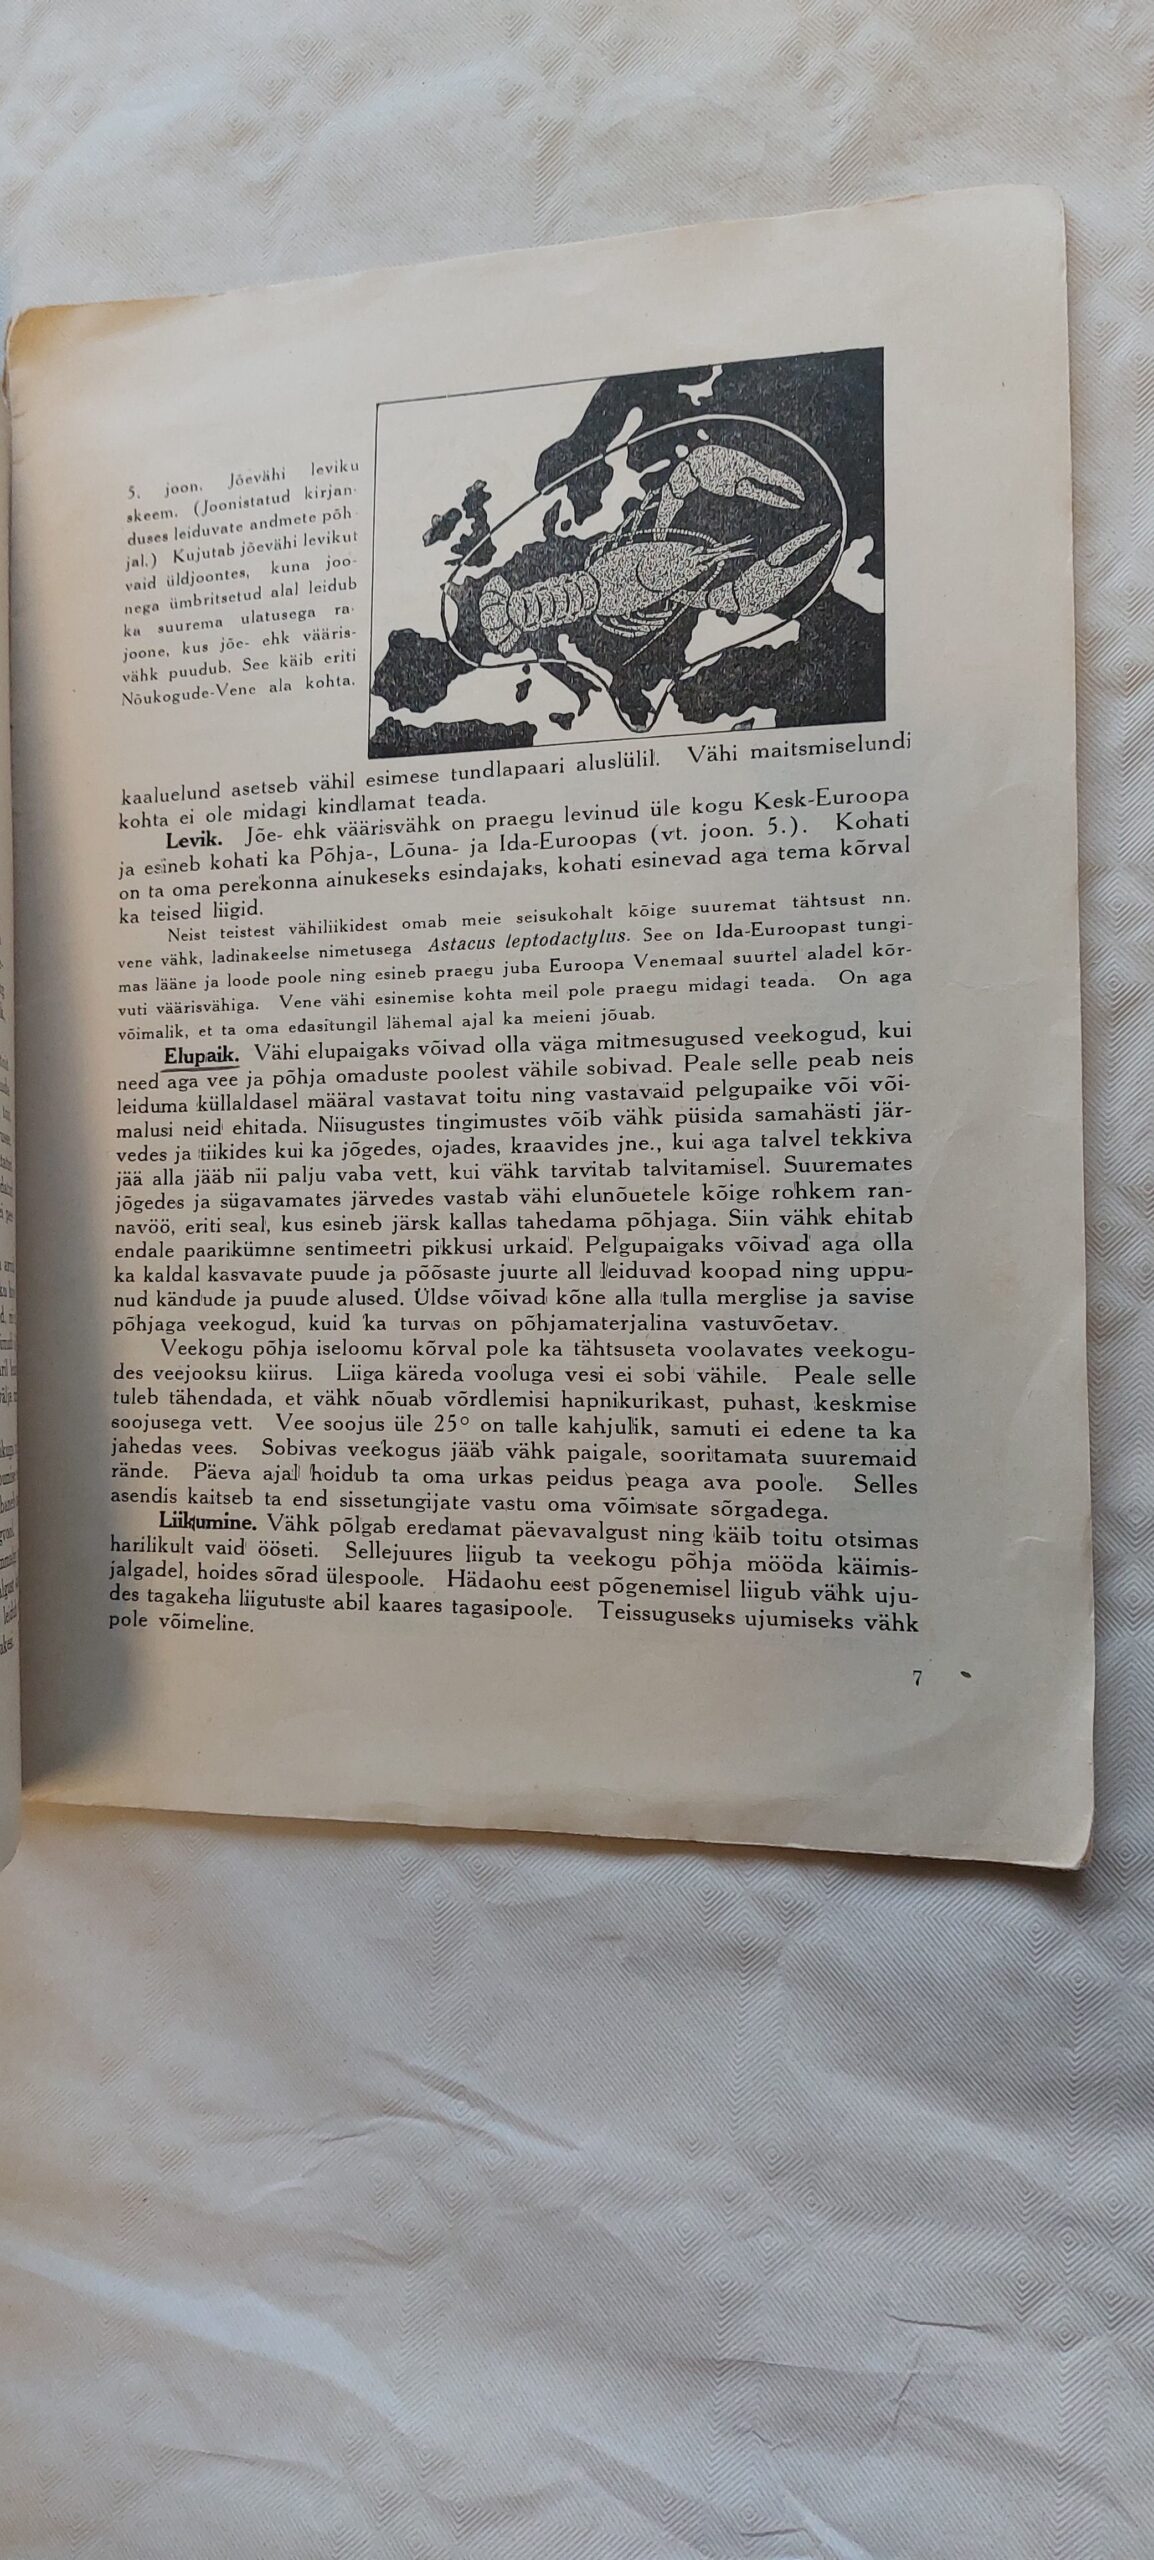 5. joon. Jõevähi leviku
skeem. (Joonistatud kirjan-
duses leiduvate andmete põh-
jal.) Kujutab jõevähi levikut
vaid üldjoontes, kuna joo-
nega ümbritsetud alal leidub
ka suurema ulatusega ra-
joone, kus jõe- ehk vääris-
vähk puudub. See käib eriti
Nõukogude-Vene ala kohta.
kaaluelund asetseb vähil esimese tundlapaari aluslülil. Vähi maitsmiselundi
kohta ei ole midagi kindlamat teada.
Levik. Jõe- ehk väärisvähk on praegu levinud üle kogu Kesk-Euroopa
ja esineb kohati ka Põhja-, Lõuna- ja Ida-Euroopas (vt. joon. 5.). Kohati
on ta oma perekonna ainukeseks esindajaks, kohati esinevad aga tema kõrval
ka teised liigid.
Neist teistest vähiliikidest omab meie seisukohalt kõige suuremat tähtsust nn.
vene vähk, ladinakeelse nimetusega Astacus leptodactylus. See on Ida-Euroopast tungi-
mas lääne ja loode poole ning esineb praegu juba Euroopa Venemaal suurtel aladel kõr-
vuti väärisvähiga. Vene vähi esinemise kohta meil pole praegu midagi teada. On aga
võimalik, et ta oma edasitungil lähemal ajal ka meieni jõuab.
Elupaik. Vähi elupaigaks võivad olla väga mitmesugused veekogud, kui
need aga vee ja põhja omaduste poolest vähile sobivad. Peale selle peab neis
leiduma küllaldasel määral vastavat toitu ning vastavaid pelgupaike või või-
malusi neid ehitada. Niisugustes tingimustes võib vähk püsida samahästi jär-
vedes ja tiikides kui ka jõgedes, ojades, kraavides jne., kui aga talvel tekkiva
jää alla jääb nii palju vaba vett, kui vähk tarvitab talvitamisel. Suuremates
jõgedes ja sügavamates järvedes vastab vähi elunõuetele kõige rohkem ran-
navöö, eriti seal, kus esineb järsk kallas tahedama põhjaga. Siin vähk ehitab
endale paarikümne sentimeetri pikkusi urkaid. Pelgupaigaks võivad aga olla
ka kaldal kasvavate puude ja põõsaste juurte all leiduvad koopad ning uppu-
nud kändude ja puude alused. Üldse võivad kõne alla tulla merglise ja savise
põhjaga veekogud, kuid ka turvas on põhjamaterjalina vastuvõetav.
Veekogu põhja iseloomu kõrval pole ka tähtsuseta voolavates veekogu-
des veejooksu kiirus. Liiga käreda vooluga vesi ei sobi vähile. Peale selle
tuleb tähendada, et vähk nõuab võrdlemisi hapnikurikast, puhast, keskmise
soojusega vett. Vee soojus üle 25° on talle kahjulik, samuti ei edene ta ka
jahedas vees. Sobivas veekogus jääb vähk paigale, sooritamata suuremaid
rände. Päeva ajal hoidub ta oma urkas peidus peaga ava poole. Selles
asendis kaitseb ta end sissetungijate vastu oma võimsate sõrgadega.
Liikumine. Vähk põlgab eredamat päevavalgust ning käib toitu otsimas
harilikult vaid ööseti. Sellejuures liigub ta veekogu põhja mööda käimis-
jalgadel, hoides sõrad ülespoole. Hädaohu eest põgenemisel liigub vähk uju-
des tagakeha liigutuste abil kaares tagasipoole. Teissuguseks ujumiseks vähk
pole võimeline.
7